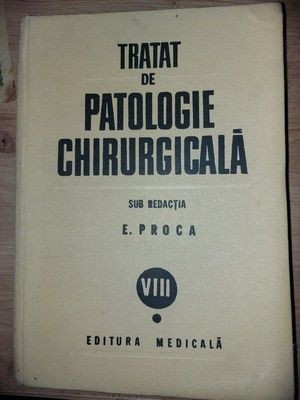 TRATAT
DE
PATOLOGIE
CHIRURGICALĂ
SUB REDACȚIA
E. PROCA
VIII
EDITURA MEDICALĂ